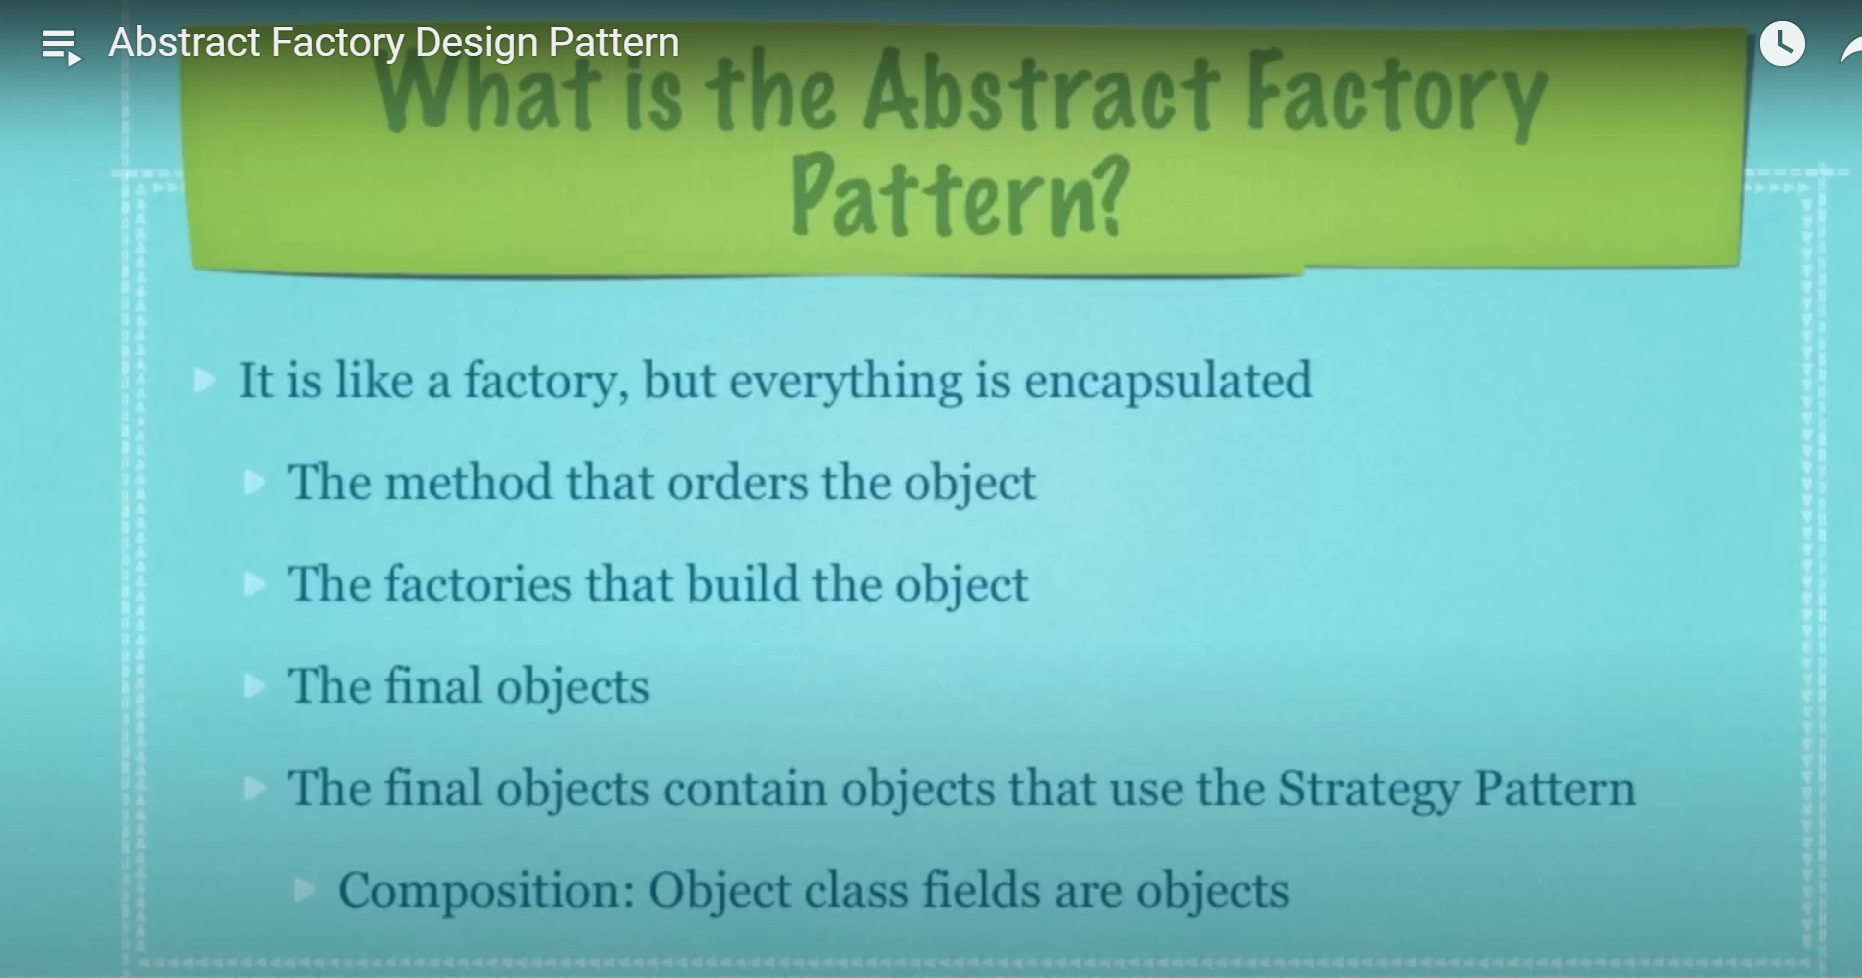 Abstract Factory Design Pattern
What is the Abstract Factory
Pattern?
It is like a factory, but everything is encapsulated
The method that orders the object
The factories that build the object
The final objects
The final objects contain objects that use the Strategy Pattern
Composition: Object class fields are objects